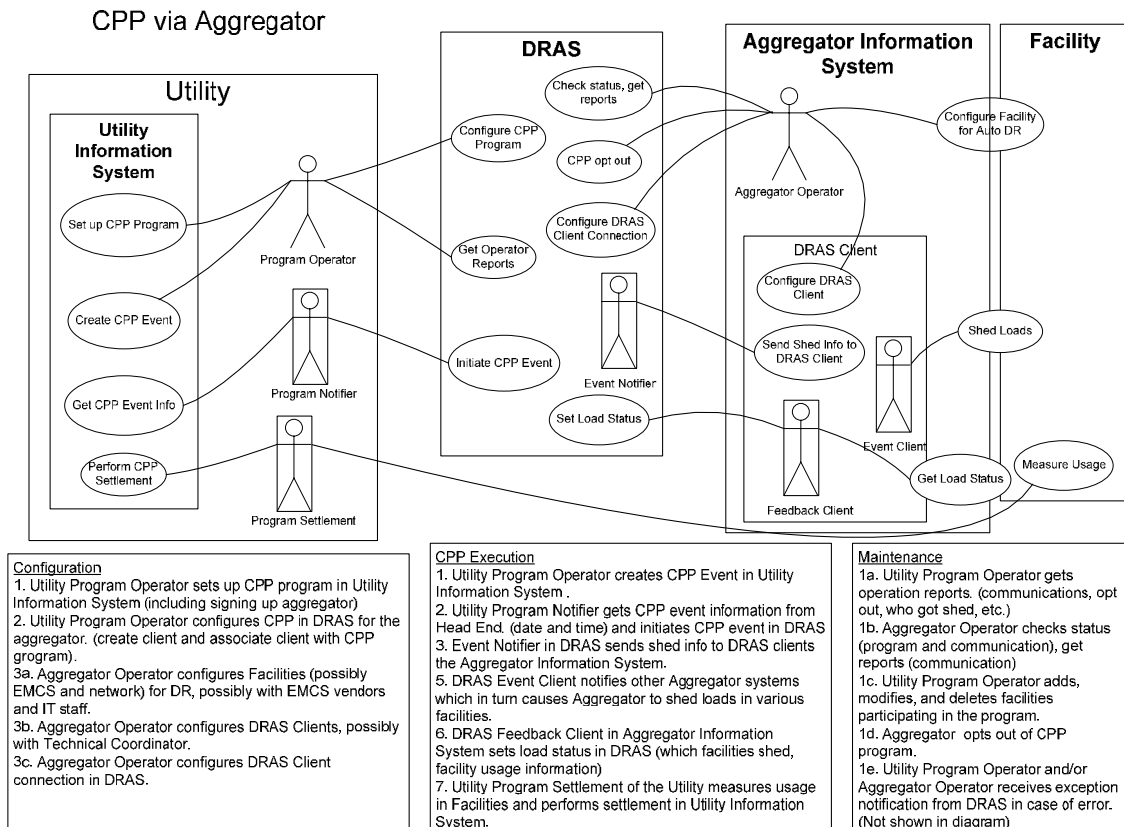 CPP via Aggregator
Utility
Utility
Information
System
Set up CPP Program
Create CPP Event
Get CPP Event Info
Perform CPP
Settlement
Program Operator
Program Notifier
Program Settlement
DRAS
Check status, get
reports
Configure CPP
Program
CPP opt out
Configure DRAS
Client Connection
Get Operator
Reports
Initiate CPP Event
Event Notifier
Set Load Status
Aggregator Information
System
Aggregator Operator
DRAS Client
Configure DRAS
Client
Send Shed Info to
DRAS Client
Event Client
Feedback Client
Get Load Status
Facility
Configure Facility
for Auto DR
Shed Loads
Measure Usage
Configuration
1. Utility Program Operator sets up CPP program in Utility
Information System (including signing up aggregator)
2. Utility Program Operator configures CPP in DRAS for the
aggregator. (create client and associate client with CPP
grogram).
3a. Aggregator Operator configures Facilities (possibly
EMCS and network) for DR, possibly with EMCS vendors
and IT staff.
3b. Aggregator Operator configures DRAS Clients, possibly
with Technical Coordinator.
3c. Aggregator Operator configures DRAS Client
connection in DRAS.
CPP Execution
1. Utility Program Operator creates CPP Event in Utility
Information System .
2. Utility Program Notifier gets CPP event information from
Head End. (date and time) and initiates CPP event in DRAS
3. Event Notifier in DRAS sends shed info to DRAS clients
the Aggregator Information System.
5. DRAS Event Client notifies other Aggregator systems
which in turn causes Aggregator to shed loads in various
facilities.
6. DRAS Feedback Client in Aggregator Information
System sets load status in DRAS (which facilities shed,
facility usage information)
7. Utility Program Settlement of the Utility measures usage
in Facilities and performs settlement in Utility Information
System.
Maintenance
1a. Utility Program Operator gets
operation reports. (communications, opt
out, who got shed, etc.)
1b. Aggregator Operator checks status
(program and communication), get
reports (communication)
1c. Utility Program Operator adds,
modifies, and deletes facilities
participating in the program.
1d. Aggregator opts out of CPP
program.
1e. Utility Program Operator and/or
Aggregator Operator receives exception
notification from DRAS in case of error.
(Not shown in diagram)